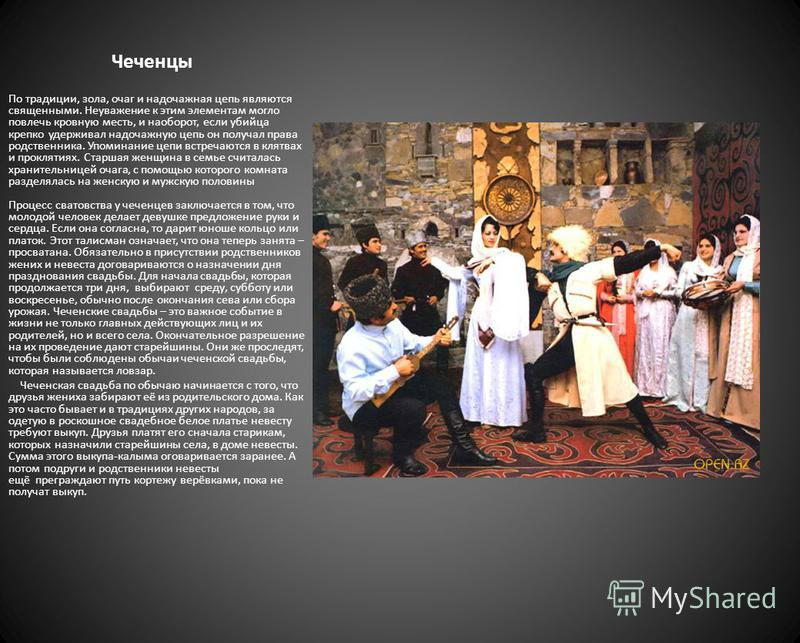 Чеченцы
По традиции, зола, очаг и надочажная цепь являются
священными. Неуважение к этим элементам могло
повлечь кровную месть, и наоборот, если убийца
крепко удерживал надочажную цепь он получал права
родственника. Упоминание цепи встречаются в клятвах
и проклятиях. Старшая женщина в семье считалась
хранительницей очага, с помощью которого комната
разделялась на женскую и мужскую половины
Процесс сватовства у чеченцев заключается в том, что
молодой человек делает девушке предложение руки и
сердца. Если она согласна, то дарит юноше кольцо или
платок. Этот талисман означает, что она теперь занята –
просватана. Обязательно в присутствии родственников
жених и невеста договариваются о назначении дня
празднования свадьбы. Для начала свадьбы, которая
продолжается три дня, выбирают среду, субботу или
воскресенье, обычно после окончания сева или сбора
урожая. Чеченские свадьбы – это важное событие в
жизни не только главных действующих лиц и их
родителей, но и всего села. Окончательное разрешение
на их проведение дают старейшины. Они же проследят,
чтобы были соблюдены обычаи чеченской свадьбы,
которая называется ловзар.
Чеченская свадьба по обычаю начинается с того, что
друзья жениха забирают её из родительского дома. Как
это часто бывает и в традициях других народов, за
одетую в роскошное свадебное белое платье невесту
требуют выкуп. Друзья платят его сначала старикам,
которых назначили старейшины села, в доме невесты.
Сумма этого выкупа-калыма оговаривается заранее. А
потом подруги и родственники невесты
ещё преграждают путь кортежу верёвками, пока не
получат выкуп.
OPEN.AZ
MyShared